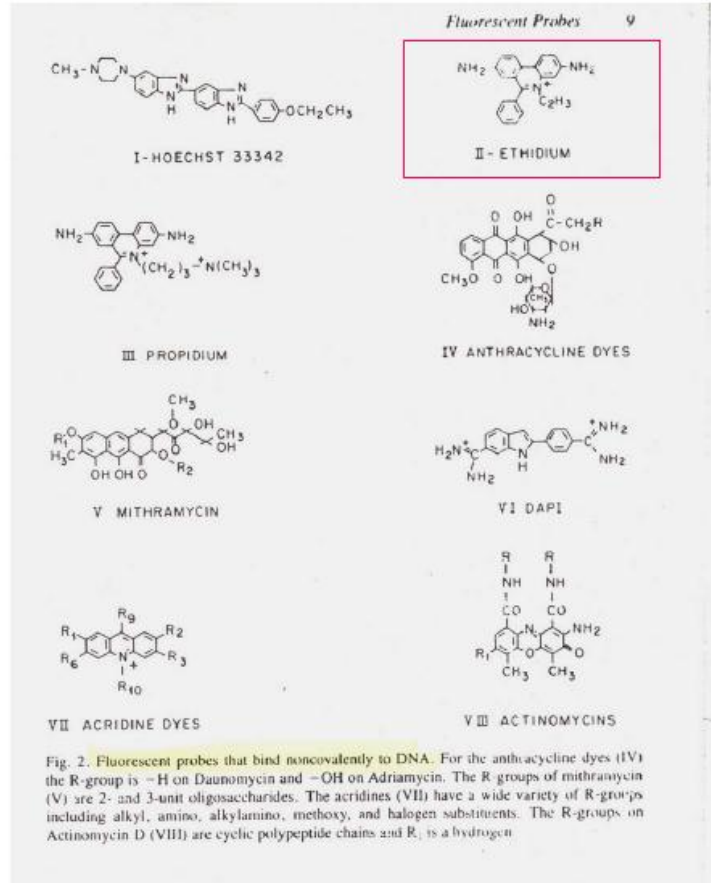 Fluorescent Probes 9
CH3-N N
N
N
H
N
N
H
OCH2CH3
I-HOECHST 33342
NH2
NH2
N+
C2H3
II- ETHIDIUM
NH2
NH2
N+
(CH2)3-+N(CH3)3
III PROPIDIUM
O OH
O
C-CH2R
OH
CH3O O OH O
CH3
HO
NH2
IV ANTHRACYCLINE DYES
CH3
O
O OH
CH3
OH
R1
O
H3C
OH OH O
O
R2
V MITHRAMYCIN
H2N
+
C
NH2
N
H
C
+
NH2
NH2
VI DAPI
R9
R1 R2
R6 N+ R3
R10
VII ACRIDINE DYES
R R
NH NH
CO CO
N NH2
R1 O O
CH3 CH3
VIII ACTINOMYCINS
Fig. 2. Fluorescent probes that bind noncovalently to DNA. For the anthracycline dyes (IV)
the R-group is -H on Daunomycin and -OH on Adriamycin. The R groups of mithramycin
(V) are 2- and 3-unit oligosaccharides. The acridines (VII) have a wide variety of R-groups
including alkyl, amino, alkylamino, methoxy, and halogen substituents. The R-groups on
Actinomycin D (VIII) are cyclic polypeptide chains and R1 is a hydrogen